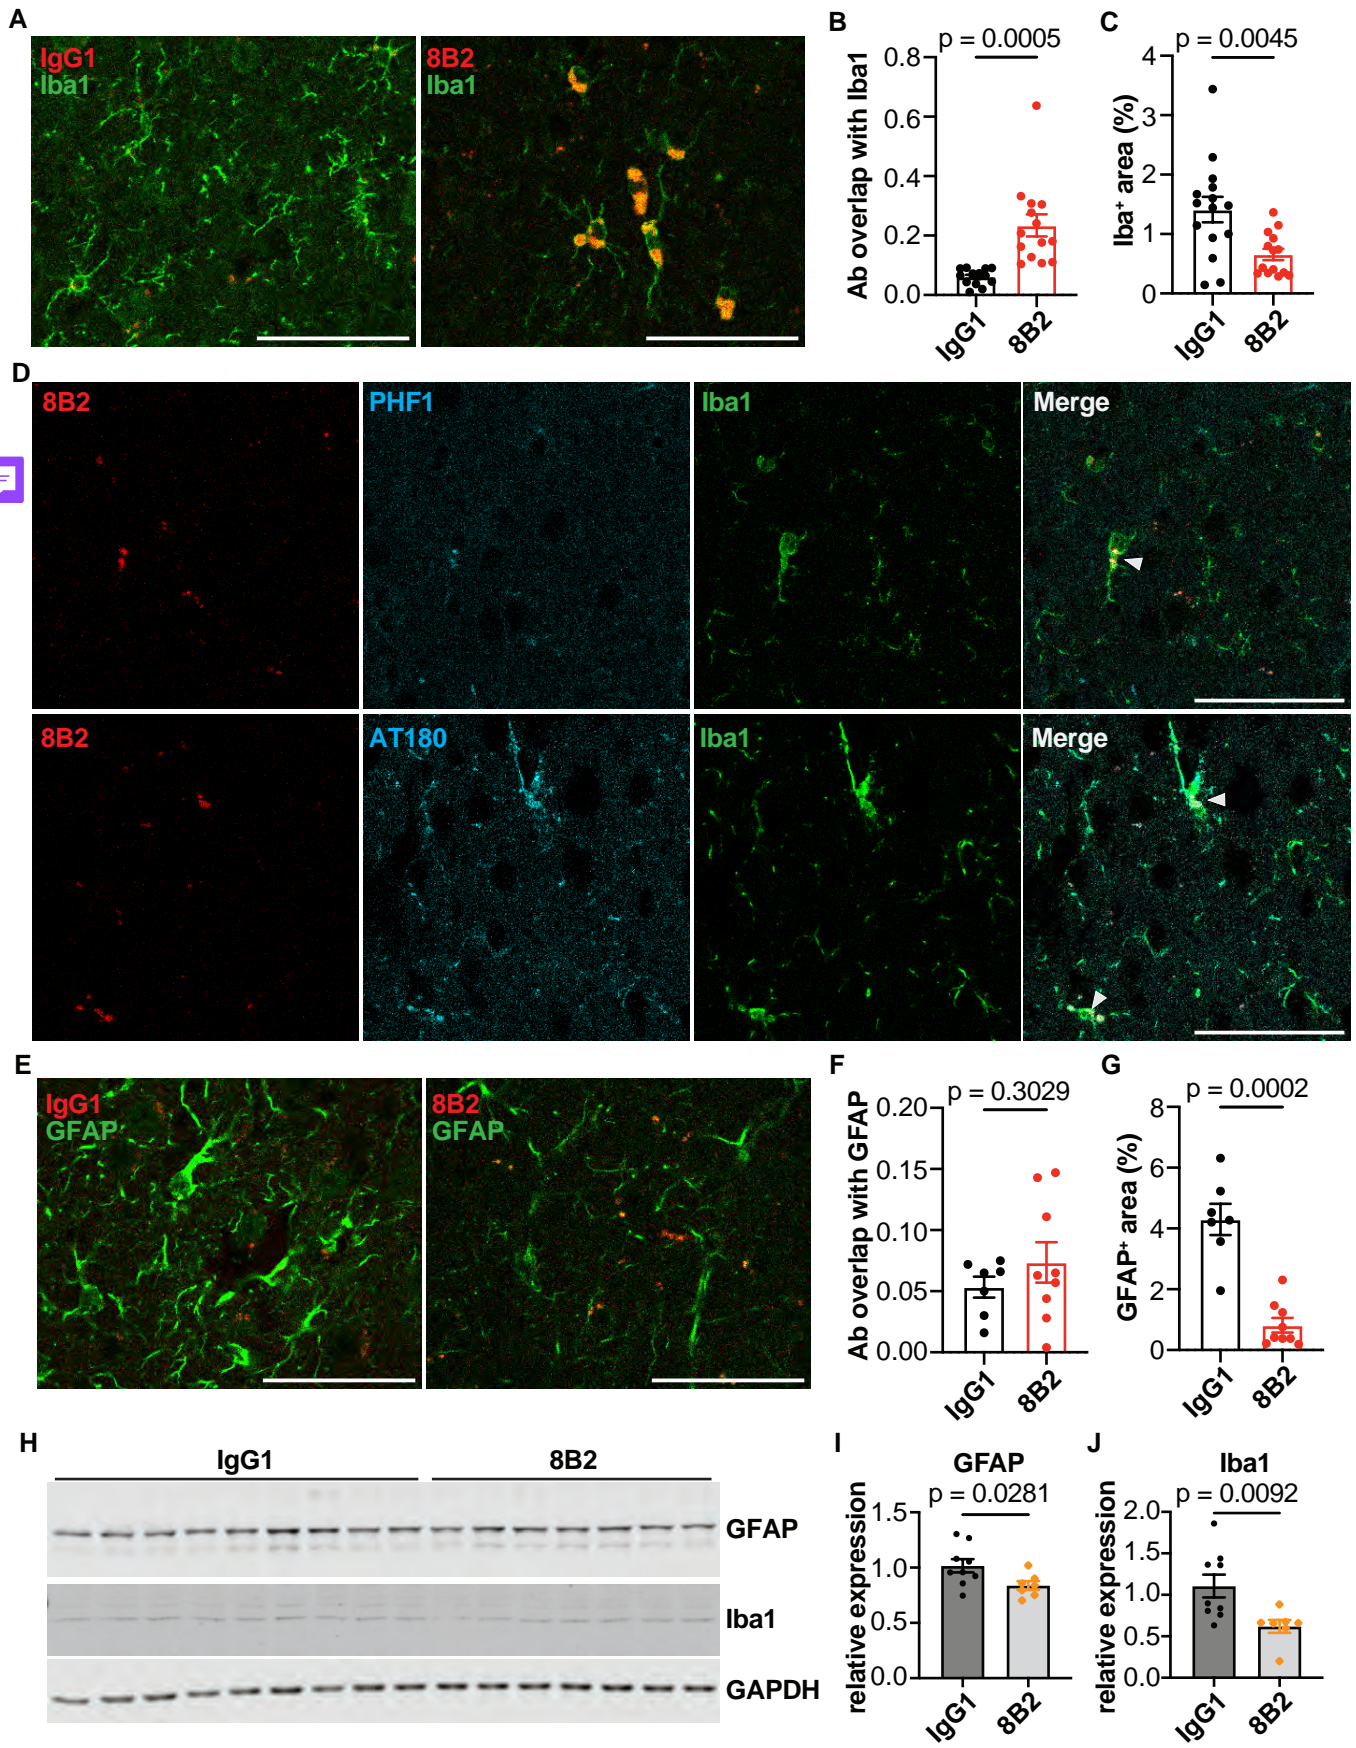 A
IgG1
Iba1
8B2
Iba1
B
p = 0.0005
Ab overlap with Iba1
0.8
0.6
0.4
0.2
0.0
IgG1
8B2
C
p = 0.0045
Iba⁺ area (%)
4
3
2
1
0
IgG1
8B2
D
8B2
PHF1
Iba1
Merge
8B2
AT180
Iba1
Merge
E
IgG1
GFAP
8B2
GFAP
F
p = 0.3029
Ab overlap with GFAP
0.20
0.15
0.10
0.05
0.00
IgG1
8B2
G
p = 0.0002
GFAP⁺ area (%)
8
6
4
2
0
IgG1
8B2
H
IgG1
8B2
GFAP
Iba1
GAPDH
I
GFAP
p = 0.0281
relative expression
1.5
1.0
0.5
0.0
IgG1
8B2
J
Iba1
p = 0.0092
relative expression
2.0
1.5
1.0
0.5
0.0
IgG1
8B2